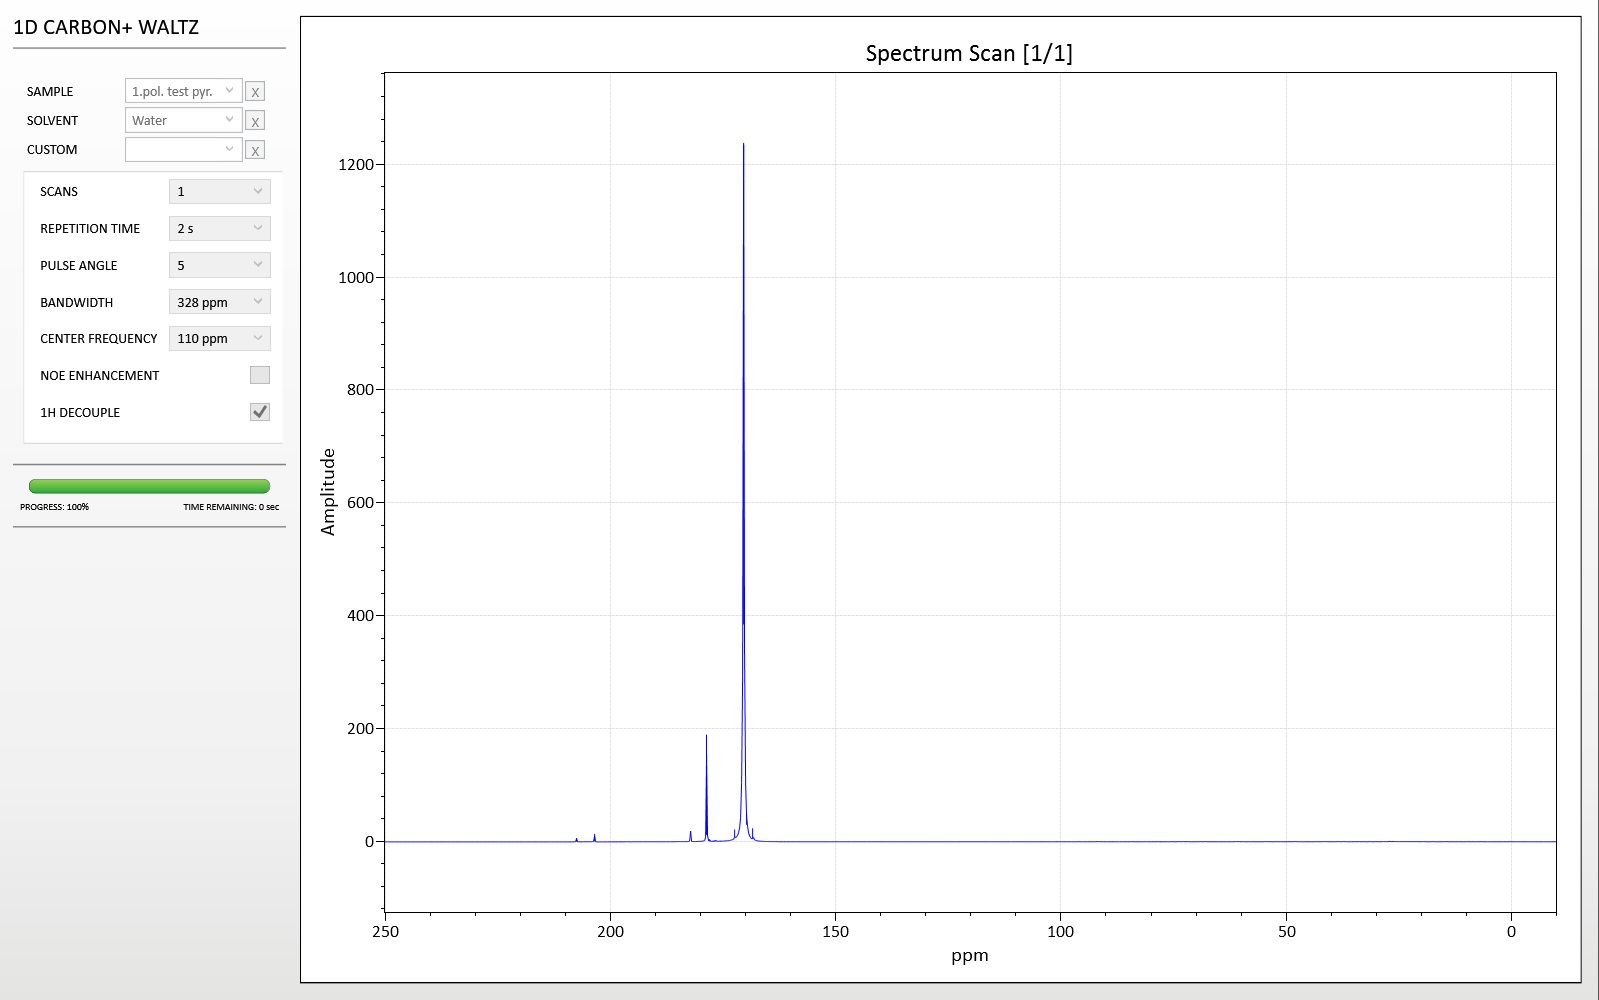 1D CARBON+ WALTZ
SAMPLE 1.pol. test pyr. X
SOLVENT Water X
CUSTOM X
SCANS 1
REPETITION TIME 2 s
PULSE ANGLE 5
BANDWIDTH 328 ppm
CENTER FREQUENCY 110 ppm
NOE ENHANCEMENT
1H DECOUPLE
PROGRESS: 100% TIME REMAINING: 0 sec
Spectrum Scan [1/1]
Amplitude
1200
1000
800
600
400
200
0
250 200 150 100 50 0
ppm